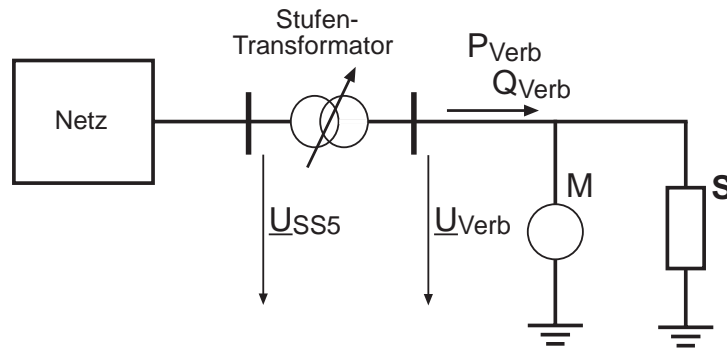 Stufen-
Transformator
PVerb
QVerb
Netz
USS5
UVerb
M
S